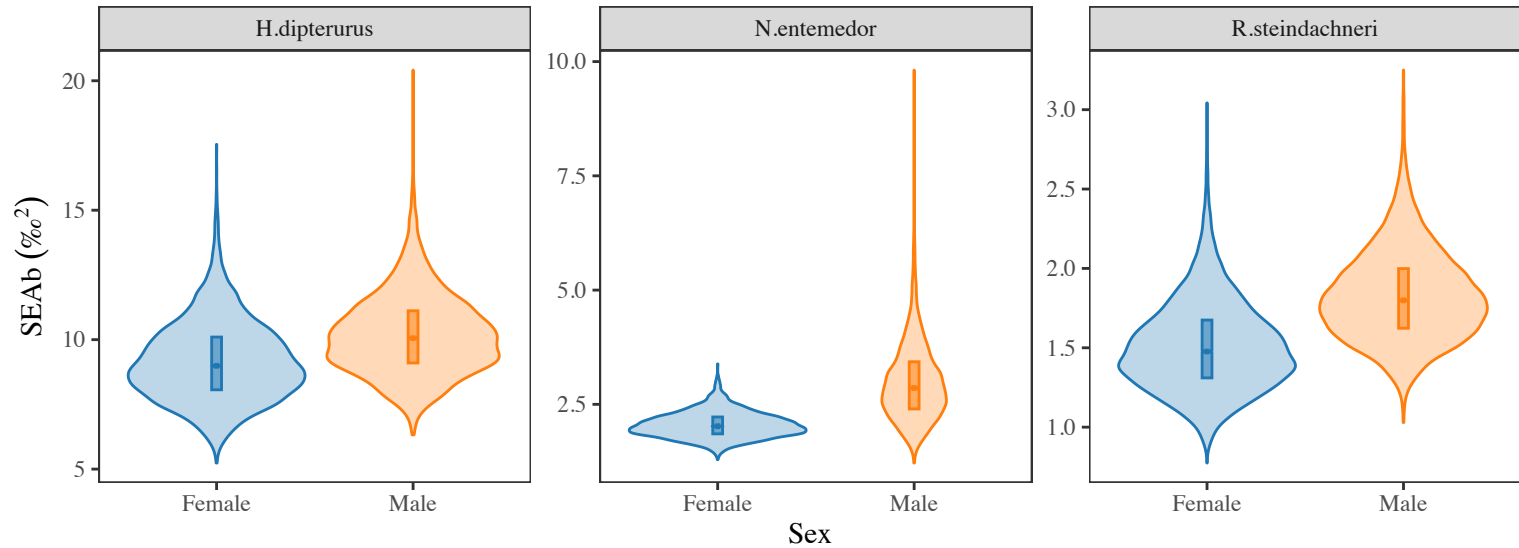 H.dipterurus
N.entemedor
R.steindachneri
SEAb (‰²)
20
15
10
5
10.0
7.5
5.0
2.5
3.0
2.5
2.0
1.5
1.0
Female
Male
Female
Male
Female
Male
Sex